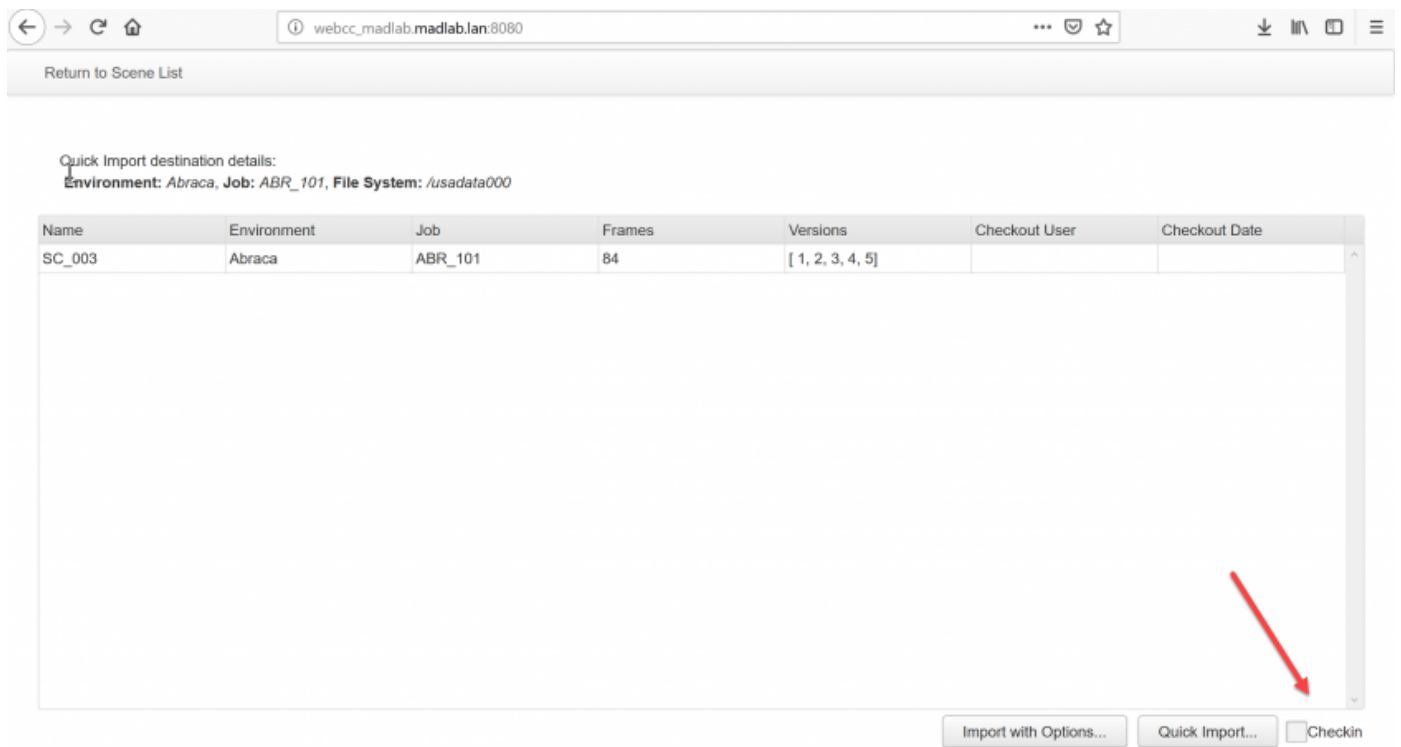 webcc_madlab.madlab.lan:8080
Return to Scene List
Quick Import destination details:
Environment: Abraca, Job: ABR_101, File System: /usadata000
Name Environment Job Frames Versions Checkout User Checkout Date
SC_003 Abraca ABR_101 84 [ 1, 2, 3, 4, 5]
Import with Options... Quick Import... Checkin